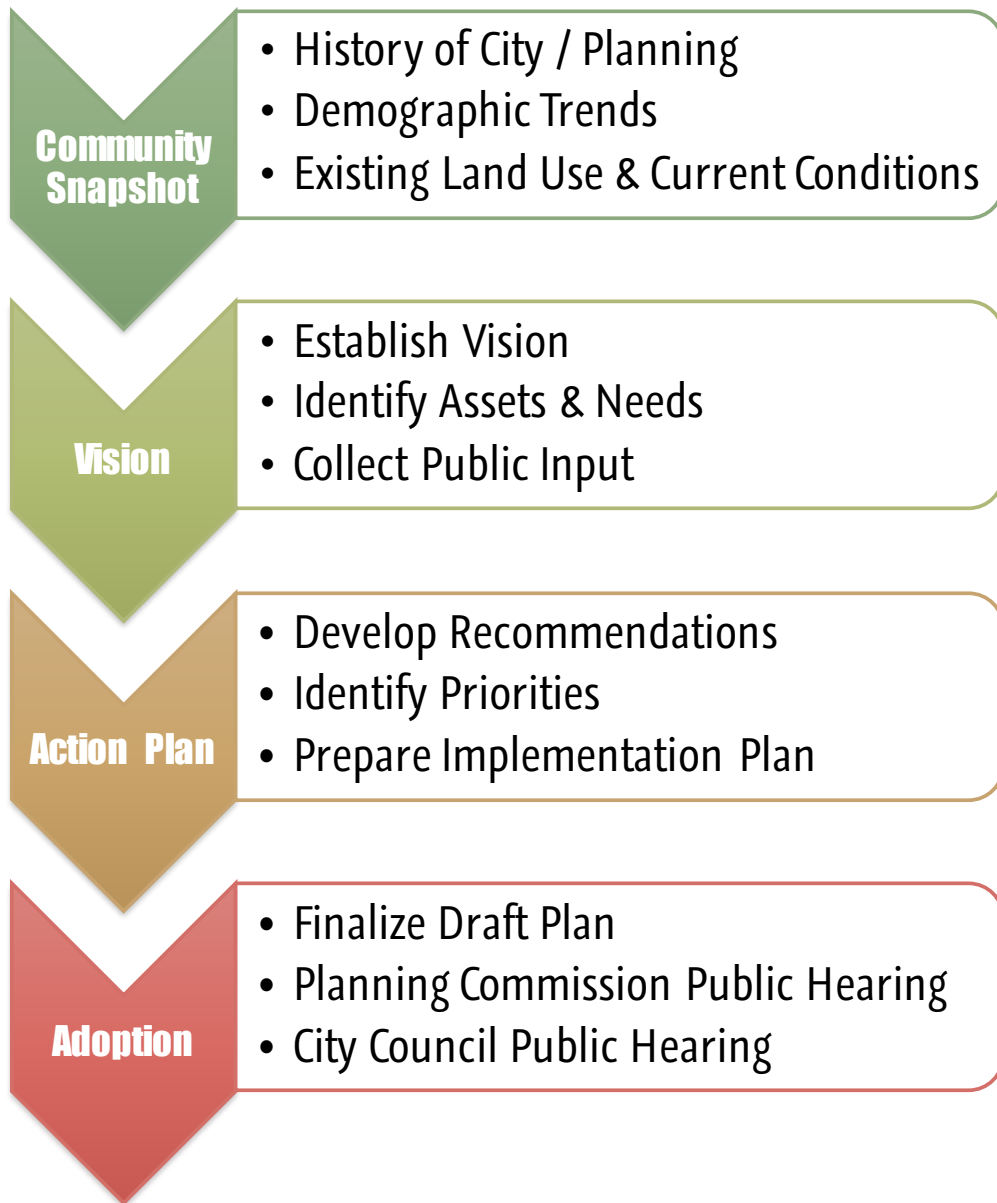 Community
Snapshot
• History of City / Planning
• Demographic Trends
• Existing Land Use & Current Conditions
Vision
• Establish Vision
• Identify Assets & Needs
• Collect Public Input
Action Plan
• Develop Recommendations
• Identify Priorities
• Prepare Implementation Plan
Adoption
• Finalize Draft Plan
• Planning Commission Public Hearing
• City Council Public Hearing